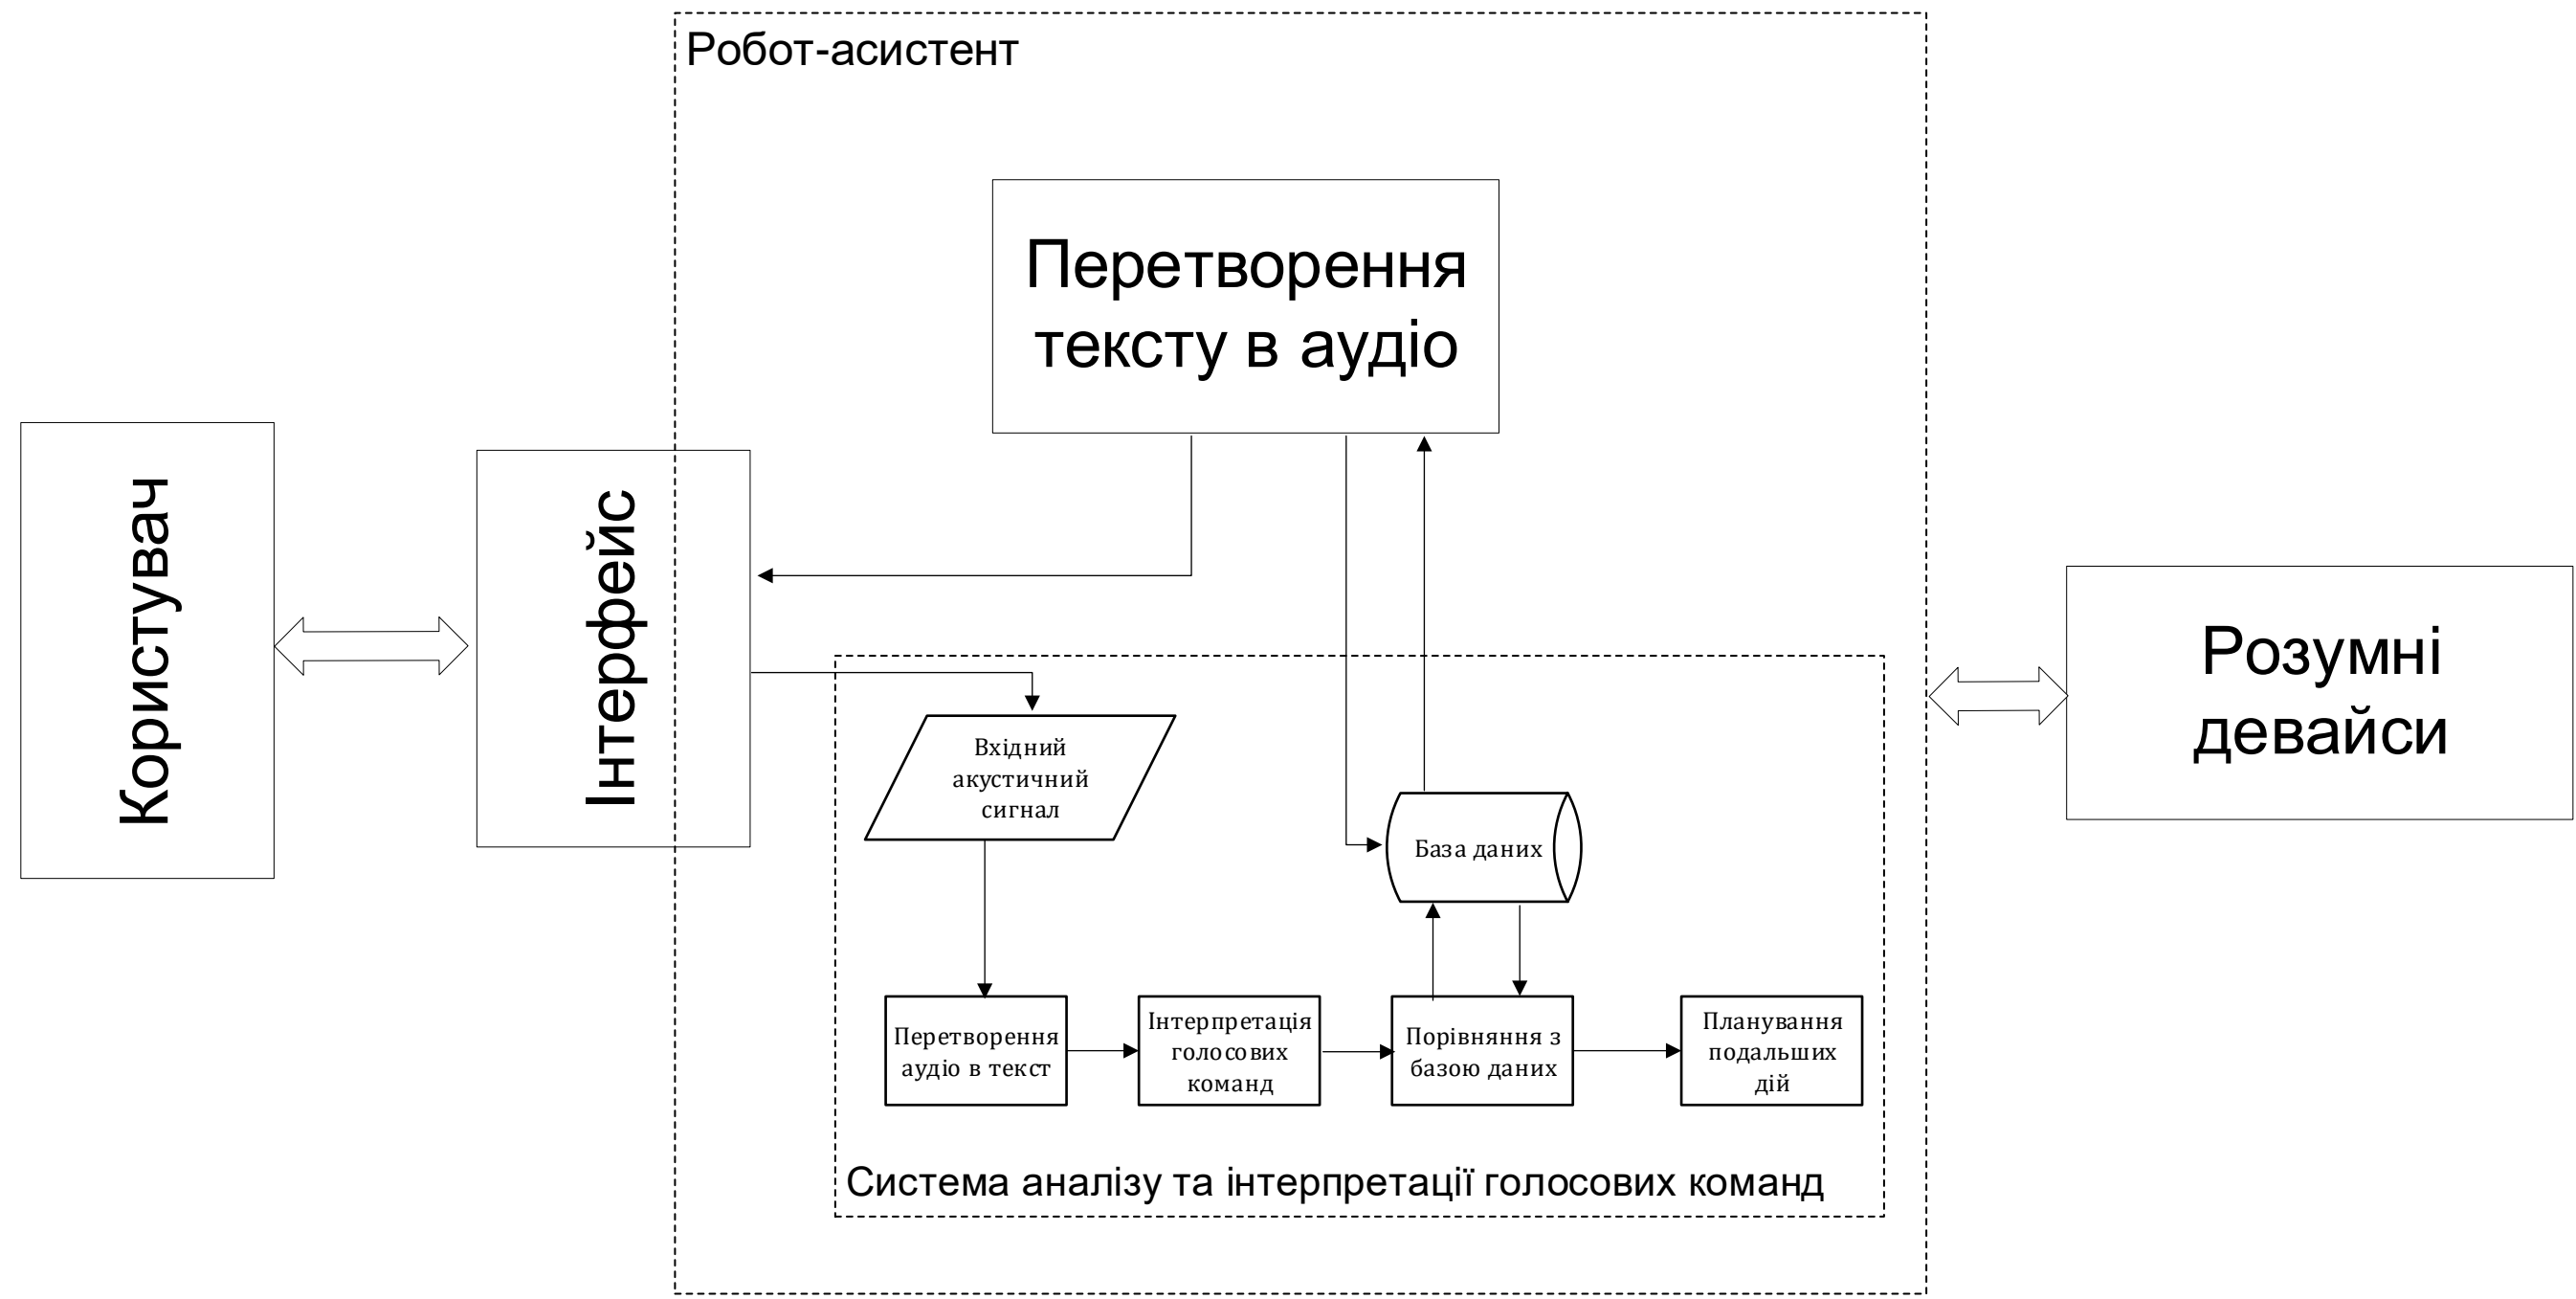 Робот-асистент
Перетворення
тексту в аудіо
Користувач
Інтерфейс
Розумні
девайси
Вхідний
акустичний
сигнал
База даних
Перетворення
аудіо в текст
Інтерпретація
голосових
команд
Порівняння з
базою даних
Планування
подальших
дій
Система аналізу та інтерпретації голосових команд